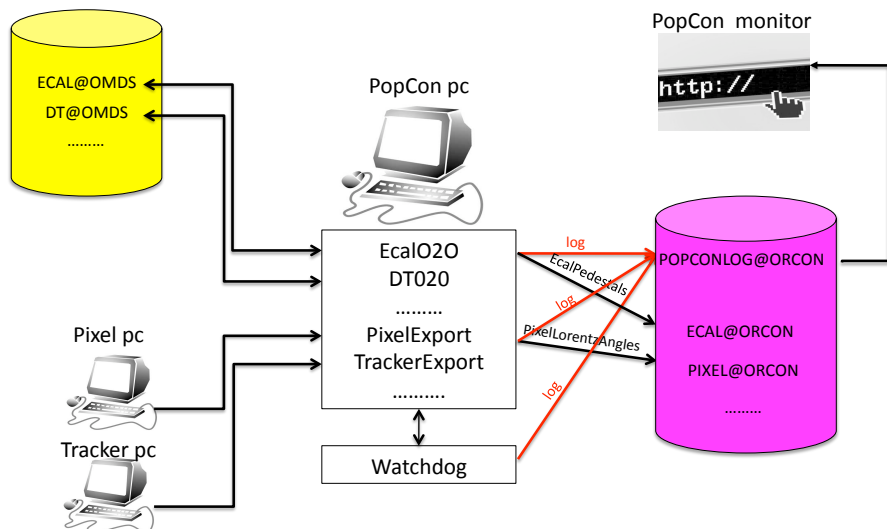 PopCon monitor
http://
ECAL@OMDS
DT@OMDS
.........
PopCon pc
EcalO2O
DT020
.........
PixelExport
TrackerExport
..........
Watchdog
log
EcalPedestals
log
PixelLorentzAngles
log
POPCONLOG@ORCON
ECAL@ORCON
PIXEL@ORCON
.........
Pixel pc
Tracker pc